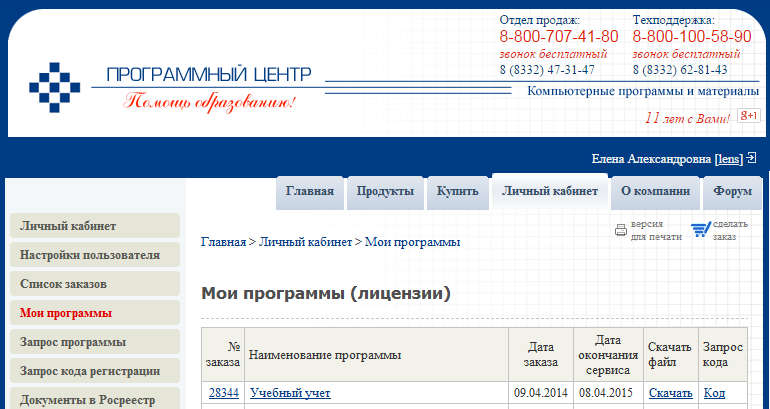 Отдел продаж:
8-800-707-41-80
звонок бесплатный
8 (8332) 47-31-47
Техподдержка:
8-800-100-58-90
звонок бесплатный
8 (8332) 62-81-43
ПРОГРАММНЫЙ ЦЕНТР
Помощь образованию!
Компьютерные программы и материалы
11 лет с Вами!
g+1
Елена Александровна [lens]
Главная
Продукты
Купить
Личный кабинет
О компании
Форум
Личный кабинет
Настройки пользователя
Список заказов
Мои программы
Запрос программы
Запрос кода регистрации
Документы в Росреестр
Главная > Личный кабинет > Мои программы
версия
для печати
сделать
заказ
Мои программы (лицензии)
№
заказа
Наименование программы
Дата
заказа
Дата
окончания
сервиса
Скачать
файл
Запрос
кода
28344 Учебный учет 09.04.2014 08.04.2015 Скачать Код